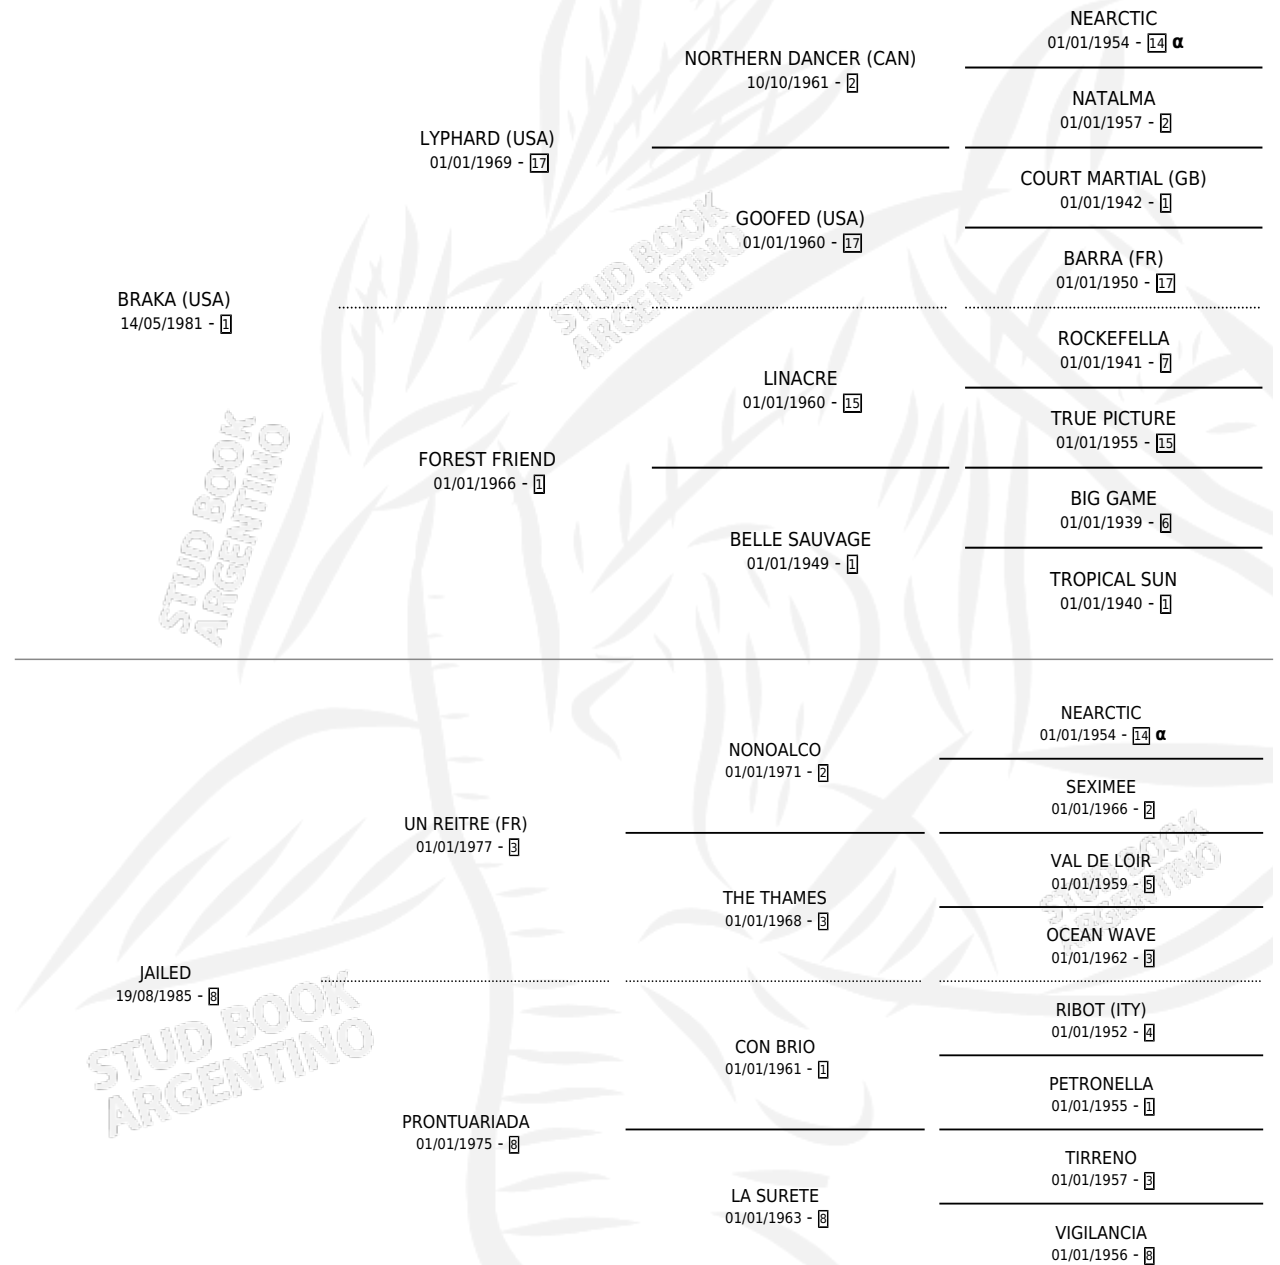 NEARCTIC
01/01/1954 - 14 α
NORTHERN DANCER (CAN)
10/10/1961 - 2
NATALMA
01/01/1957 - 2
LYPHARD (USA)
01/01/1969 - 17
COURT MARTIAL (GB)
01/01/1942 - 1
GOOFED (USA)
01/01/1960 - 17
BARRA (FR)
01/01/1950 - 17
STUD BOOK
ARGENTINO
BRAKA (USA)
14/05/1981 - 1
ROCKEFELLA
01/01/1941 - 7
LINACRE
01/01/1960 - 15
TRUE PICTURE
01/01/1955 - 15
FOREST FRIEND
01/01/1966 - 1
BIG GAME
01/01/1939 - 6
BELLE SAUVAGE
01/01/1949 - 1
TROPICAL SUN
01/01/1940 - 1
STUD BOOK
ARGENTINO
NEARCTIC
01/01/1954 - 14 α
NONOALCO
01/01/1971 - 2
SEXIMEE
01/01/1966 - 2
UN REITRE (FR)
01/01/1977 - 3
VAL DE LOIR
01/01/1959 - 5
THE THAMES
01/01/1968 - 3
OCEAN WAVE
01/01/1962 - 3
STUD BOOK
ARGENTINO
JAILED
19/08/1985 - 8
RIBOT (ITY)
01/01/1952 - 4
CON BRIO
01/01/1961 - 1
PETRONELLA
01/01/1955 - 1
STUD BOOK
ARGENTINO
PRONTUARIADA
01/01/1975 - 8
TIRRENO
01/01/1957 - 3
LA SURETE
01/01/1963 - 8
VIGILANCIA
01/01/1956 - 8